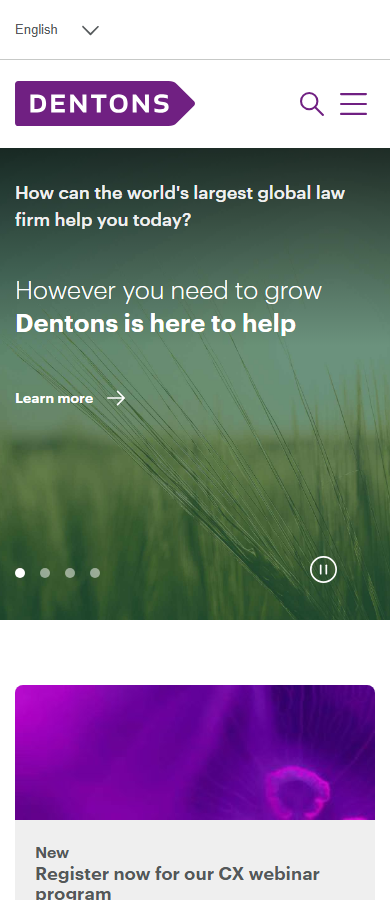 English
DENTONS
How can the world's largest global law
firm help you today?
However you need to grow
Dentons is here to help
Learn more
New
Register now for our CX webinar
program